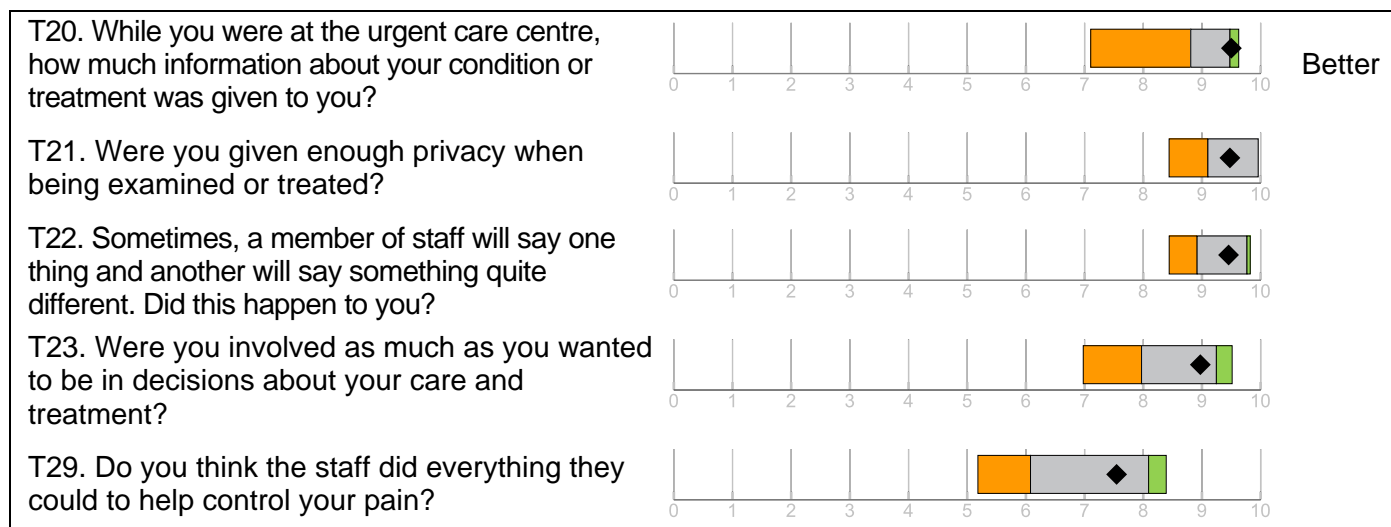 T20. While you were at the urgent care centre,
how much information about your condition or
treatment was given to you?
Better
0 1 2 3 4 5 6 7 8 9 10
T21. Were you given enough privacy when
being examined or treated?
0 1 2 3 4 5 6 7 8 9 10
T22. Sometimes, a member of staff will say one
thing and another will say something quite
different. Did this happen to you?
0 1 2 3 4 5 6 7 8 9 10
T23. Were you involved as much as you wanted
to be in decisions about your care and
treatment?
0 1 2 3 4 5 6 7 8 9 10
T29. Do you think the staff did everything they
could to help control your pain?
0 1 2 3 4 5 6 7 8 9 10